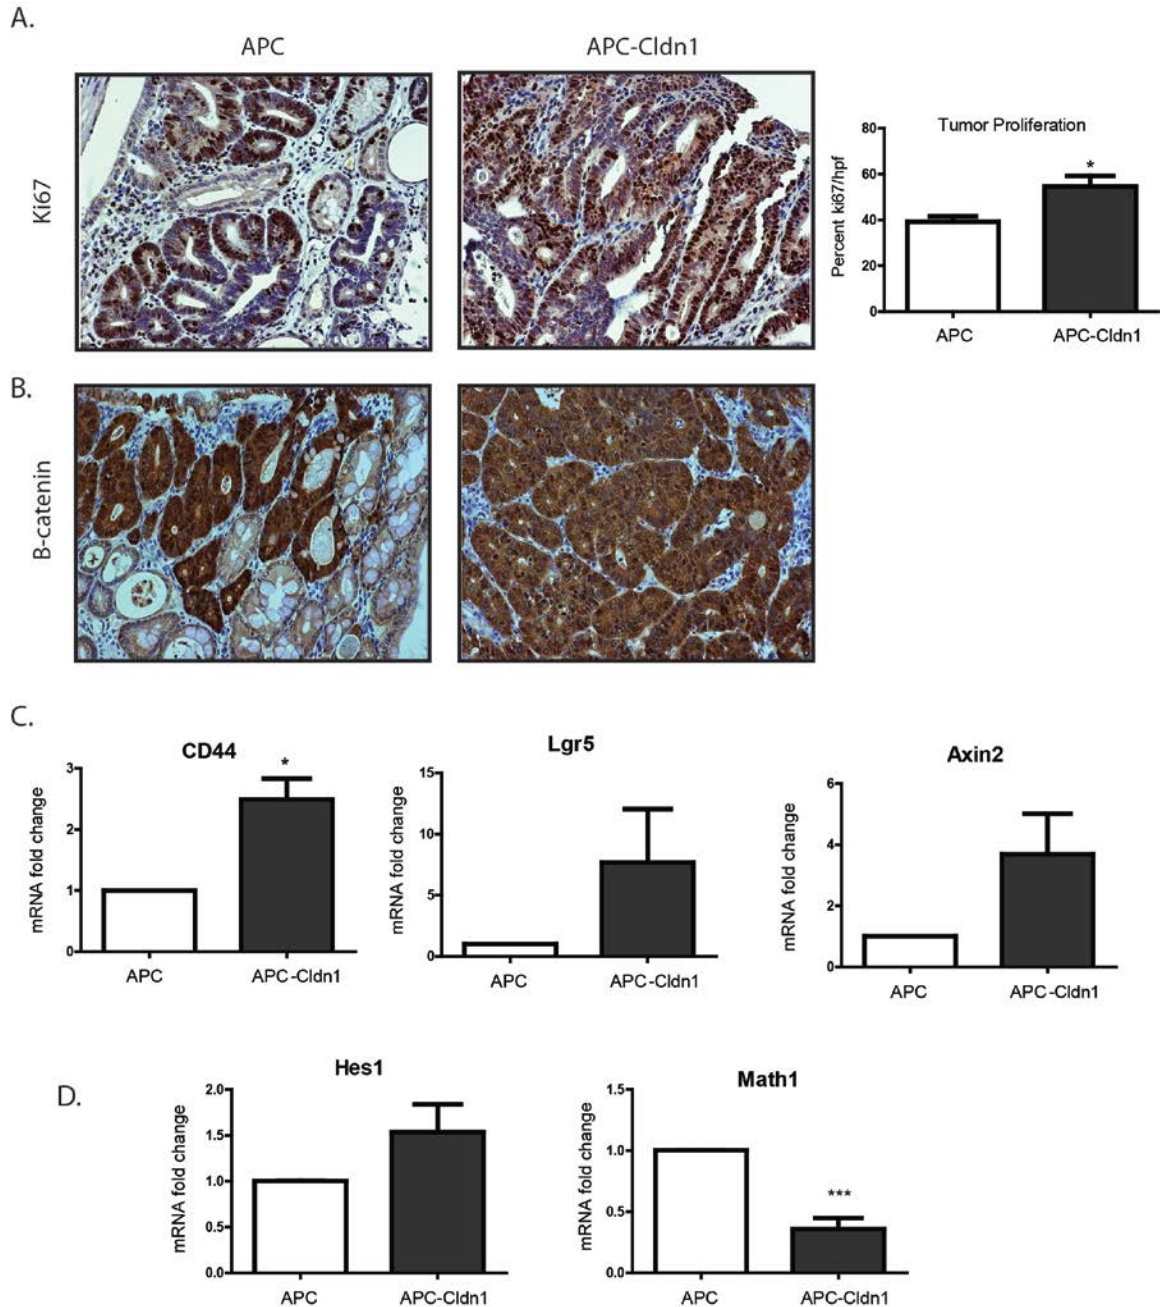 A.
APC
APC-Cldn1
Ki67
Tumor Proliferation
*
Percent ki67/hpf
80
60
40
20
0
APC
APC-Cldn1
B.
B-catenin
C.
CD44
*
mRNA fold change
3
2
1
0
APC
APC-Cldn1
Lgr5
mRNA fold change
15
10
5
0
APC
APC-Cldn1
Axin2
mRNA fold change
6
4
2
0
APC
APC-Cldn1
D.
Hes1
mRNA fold change
2.0
1.5
1.0
0.5
0.0
APC
APC-Cldn1
Math1
mRNA fold change
1.5
1.0
0.5
0.0
***
APC
APC-Cldn1